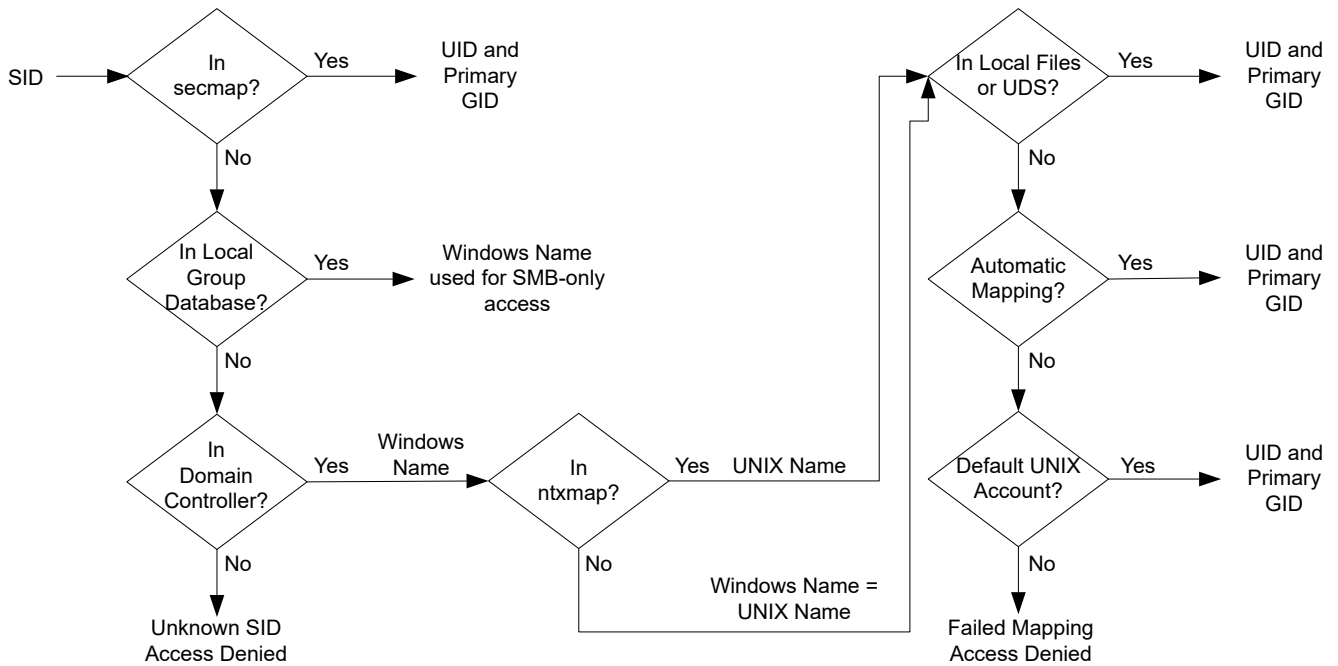 SID
In
secmap?
Yes
UID and
Primary
GID
No
In Local
Group
Database?
Yes
Windows Name
used for SMB-only
access
No
In
Domain
Controller?
Yes
Windows
Name
No
Unknown SID
Access Denied
In
ntxmap?
Yes
UNIX Name
No
Windows Name =
UNIX Name
In Local Files
or UDS?
Yes
UID and
Primary
GID
No
Automatic
Mapping?
Yes
UID and
Primary
GID
No
Default UNIX
Account?
Yes
UID and
Primary
GID
No
Failed Mapping
Access Denied